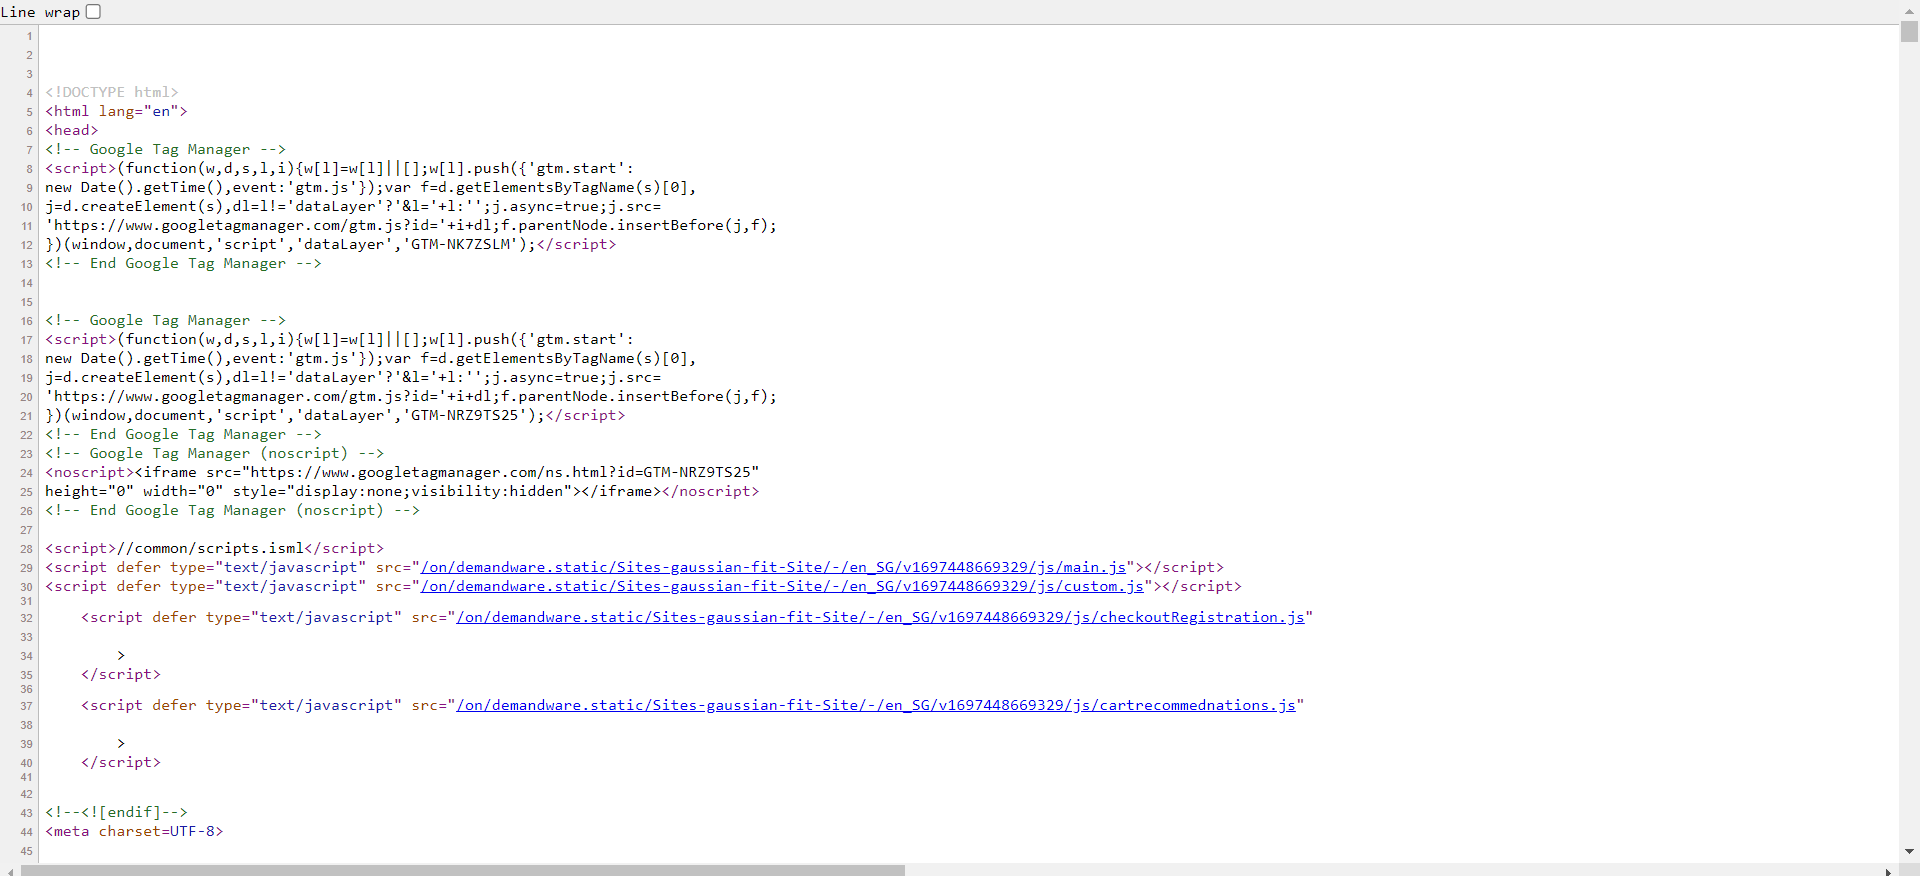 Line wrap
1
2
3
4 <!DOCTYPE html>
5 <html lang="en">
6 <head>
7 <!-- Google Tag Manager -->
8 <script>(function(w,d,s,l,i){w[l]=w[l]||[];w[l].push({'gtm.start':
9 new Date().getTime(),event:'gtm.js'});var f=d.getElementsByTagName(s)[0],
10 j=d.createElement(s),dl=l!='dataLayer'?'&l='+l:'';j.async=true;j.src=
11 'https://www.googletagmanager.com/gtm.js?id='+i+dl;f.parentNode.insertBefore(j,f);
12 })(window,document,'script','dataLayer','GTM-NK7ZSLM');</script>
13 <!-- End Google Tag Manager -->
14
15
16 <!-- Google Tag Manager -->
17 <script>(function(w,d,s,l,i){w[l]=w[l]||[];w[l].push({'gtm.start':
18 new Date().getTime(),event:'gtm.js'});var f=d.getElementsByTagName(s)[0],
19 j=d.createElement(s),dl=l!='dataLayer'?'&l='+l:'';j.async=true;j.src=
20 'https://www.googletagmanager.com/gtm.js?id='+i+dl;f.parentNode.insertBefore(j,f);
21 })(window,document,'script','dataLayer','GTM-NRZ9TS25');</script>
22 <!-- End Google Tag Manager -->
23 <!-- Google Tag Manager (noscript) -->
24 <noscript><iframe src="https://www.googletagmanager.com/ns.html?id=GTM-NRZ9TS25"
25 height="0" width="0" style="display:none;visibility:hidden"></iframe></noscript>
26 <!-- End Google Tag Manager (noscript) -->
27
28 <script>//common/scripts.isml</script>
29 <script defer type="text/javascript" src="/on/demandware.static/Sites-gaussian-fit-Site/-/en_SG/v1697448669329/js/main.js"></script>
30 <script defer type="text/javascript" src="/on/demandware.static/Sites-gaussian-fit-Site/-/en_SG/v1697448669329/js/custom.js"></script>
31
32 <script defer type="text/javascript" src="/on/demandware.static/Sites-gaussian-fit-Site/-/en_SG/v1697448669329/js/checkoutRegistration.js"
33
34 >
35 </script>
36
37 <script defer type="text/javascript" src="/on/demandware.static/Sites-gaussian-fit-Site/-/en_SG/v1697448669329/js/cartrecommednations.js"
38
39 >
40 </script>
41
42
43 <!--<![endif]-->
44 <meta charset=UTF-8>
45